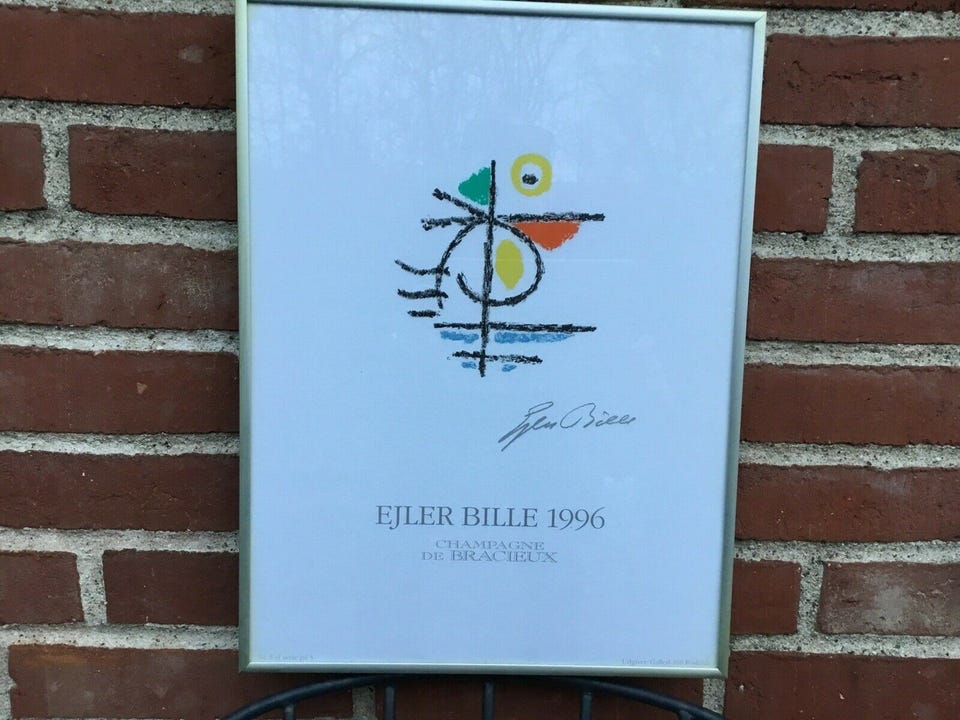 Ejler Bille
EJLER BILLE 1996
CHAMPAGNE
DE BRACIEUX